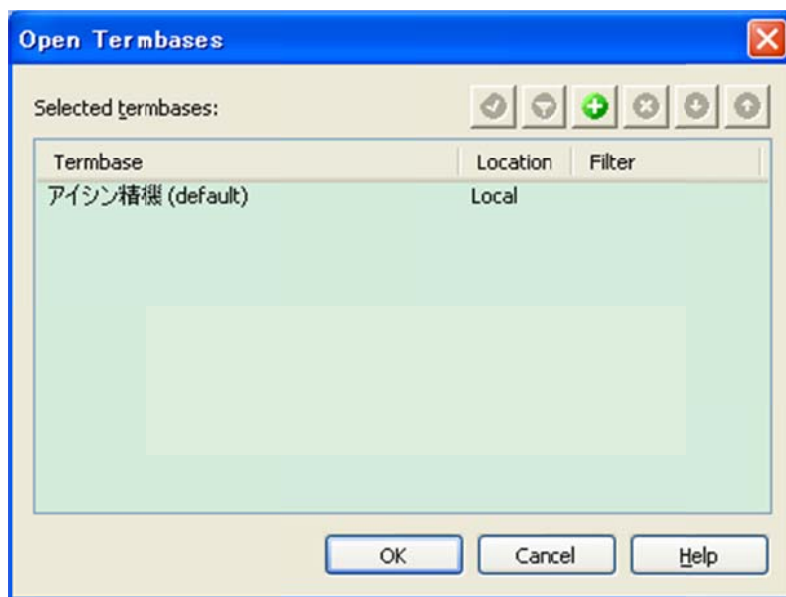 Open Termbases
Selected termbases:
Termbase Location Filter
アイシン精機 (default) Local
OK Cancel Help